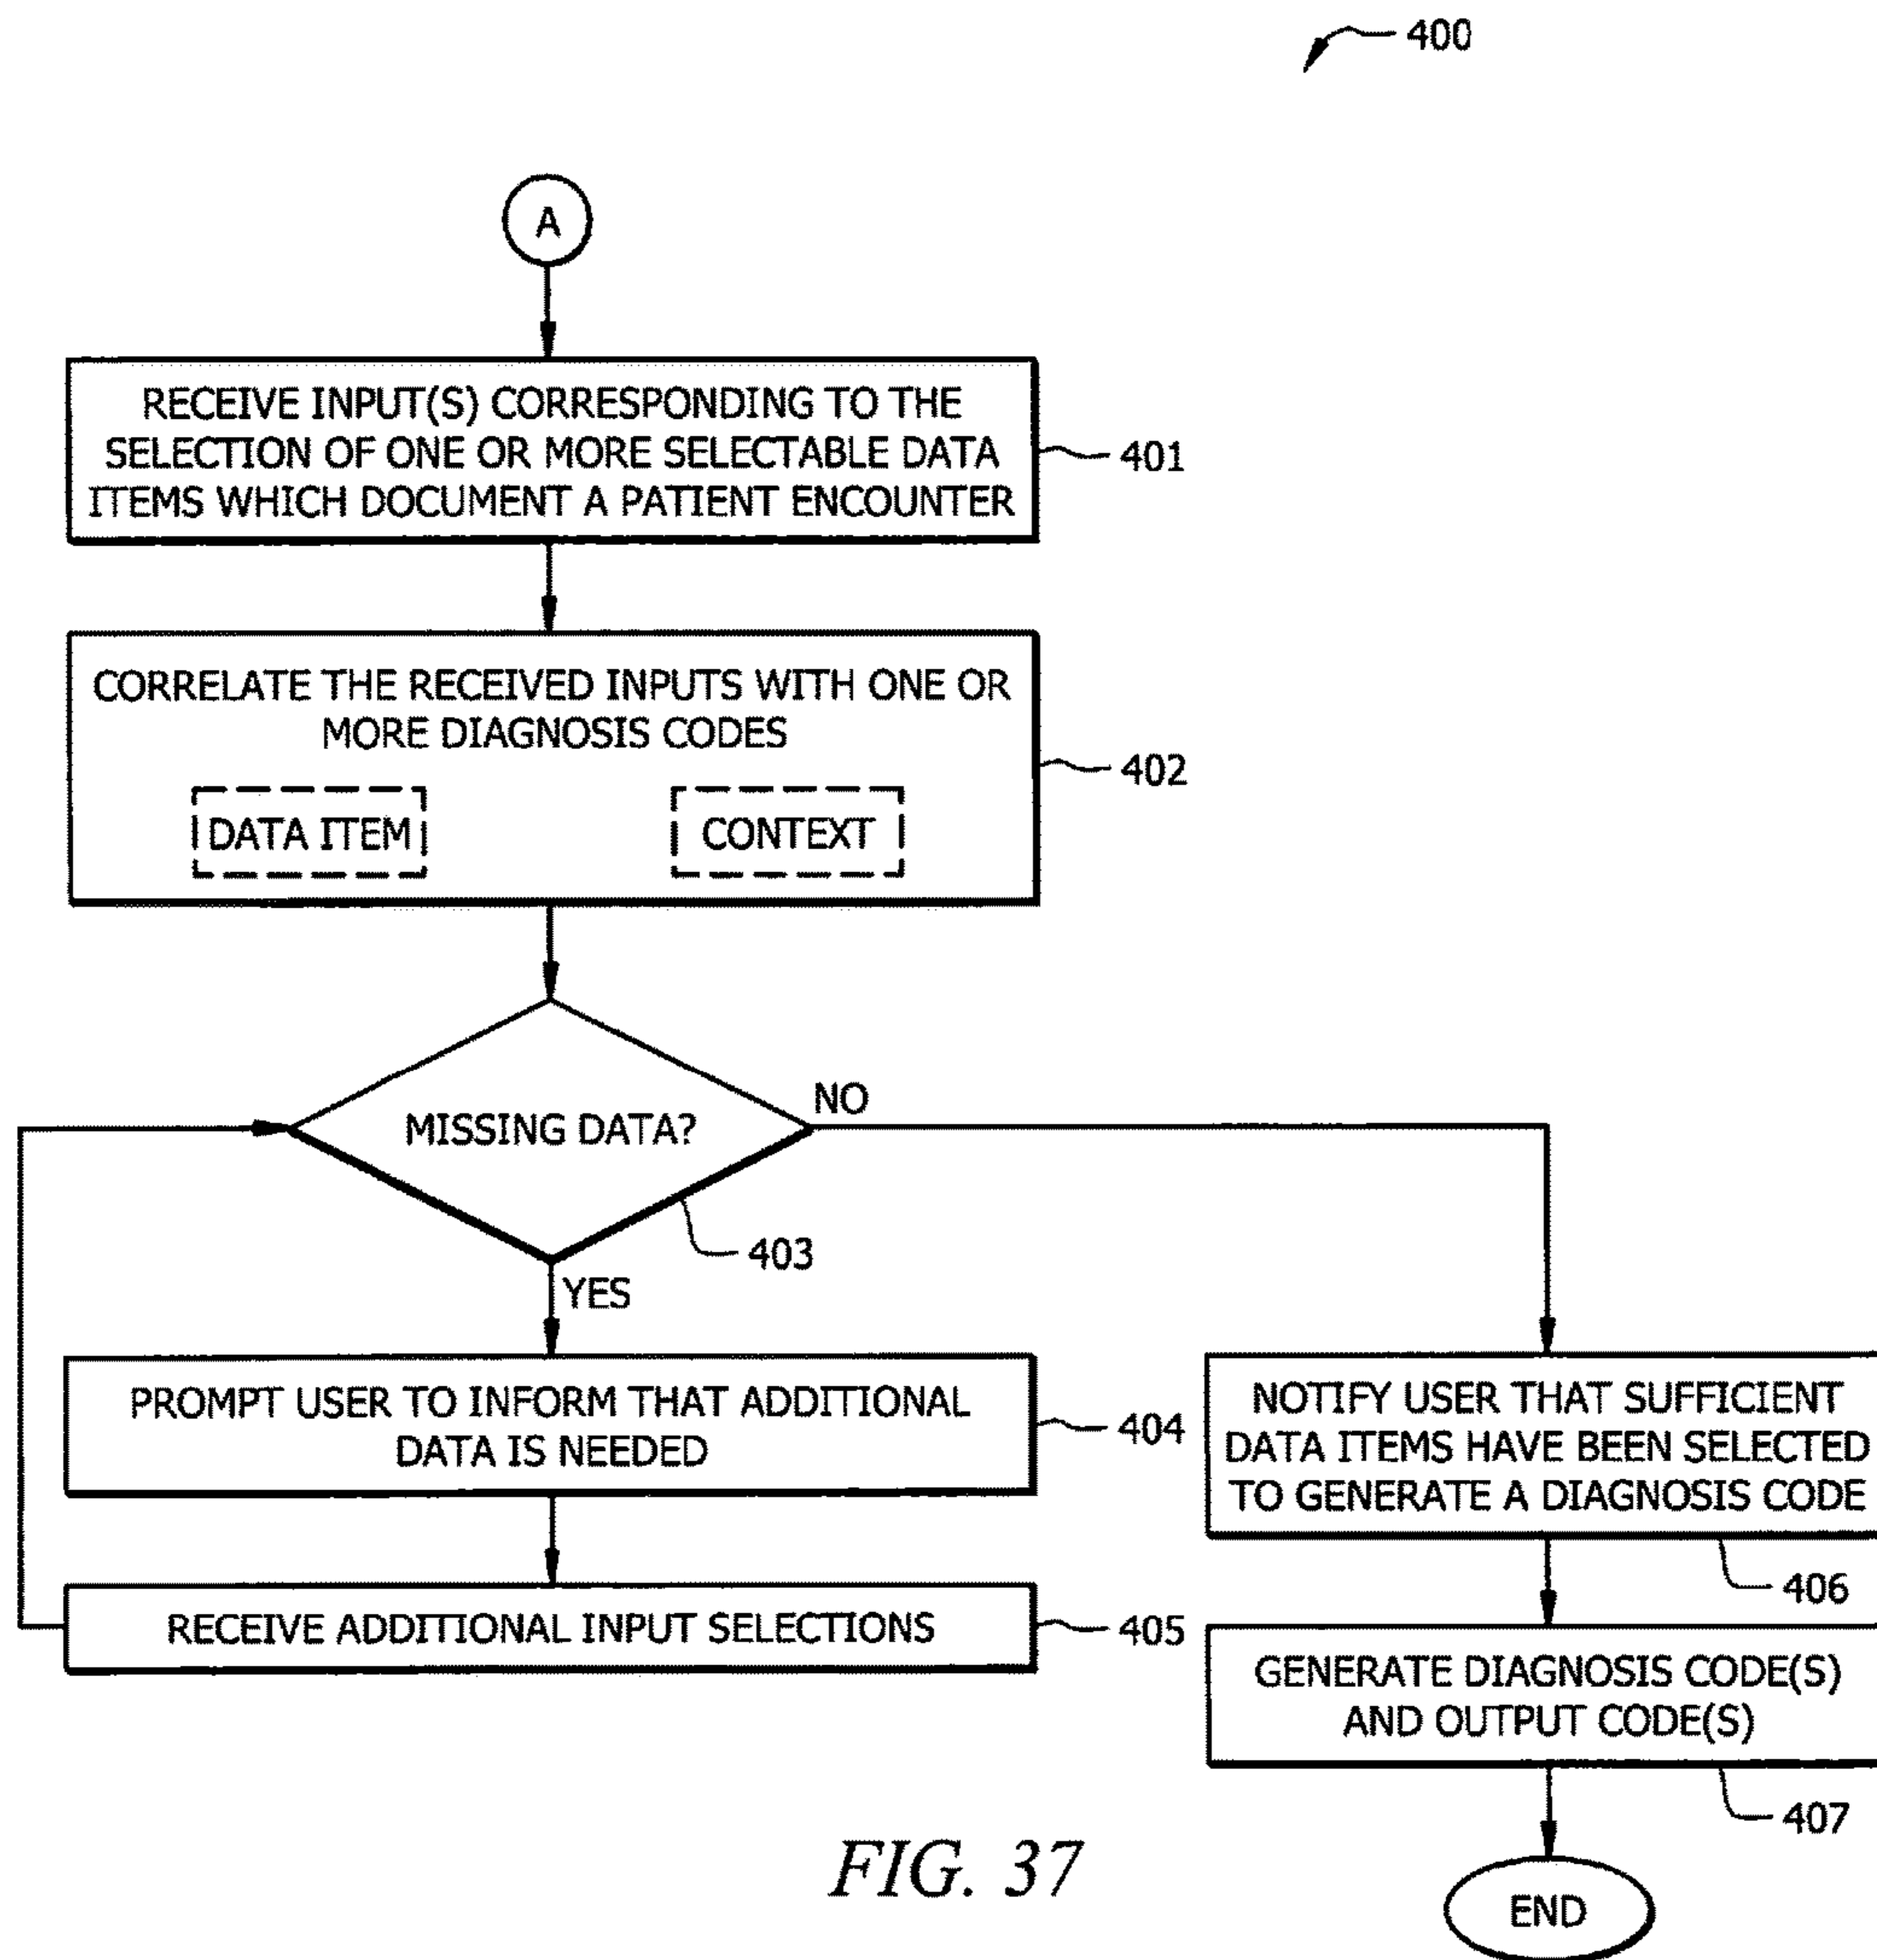 400
A
RECEIVE INPUT(S) CORRESPONDING TO THE
SELECTION OF ONE OR MORE SELECTABLE DATA
ITEMS WHICH DOCUMENT A PATIENT ENCOUNTER
401
CORRELATE THE RECEIVED INPUTS WITH ONE OR
MORE DIAGNOSIS CODES
DATA ITEM
CONTEXT
402
MISSING DATA?
NO
403
YES
PROMPT USER TO INFORM THAT ADDITIONAL
DATA IS NEEDED
404
RECEIVE ADDITIONAL INPUT SELECTIONS
405
NOTIFY USER THAT SUFFICIENT
DATA ITEMS HAVE BEEN SELECTED
TO GENERATE A DIAGNOSIS CODE
406
GENERATE DIAGNOSIS CODE(S)
AND OUTPUT CODE(S)
407
END
FIG. 37